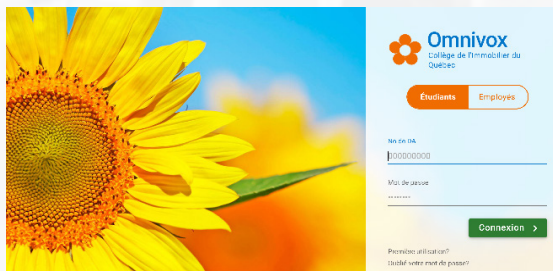 Omnivox
Collège de l'Immobilier du
Québec
Étudiants
Employés
No de DA
000000000
Mot de passe
Connexion
Première utilisation?
Oublié votre mot de passe?